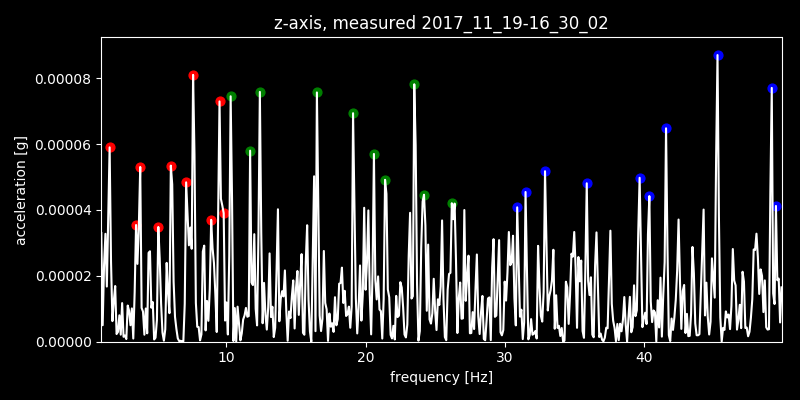 z-axis, measured 2017_11_19-16_30_02
acceleration [g]
0.00008
0.00006
0.00004
0.00002
0.00000
10 20 30 40
frequency [Hz]